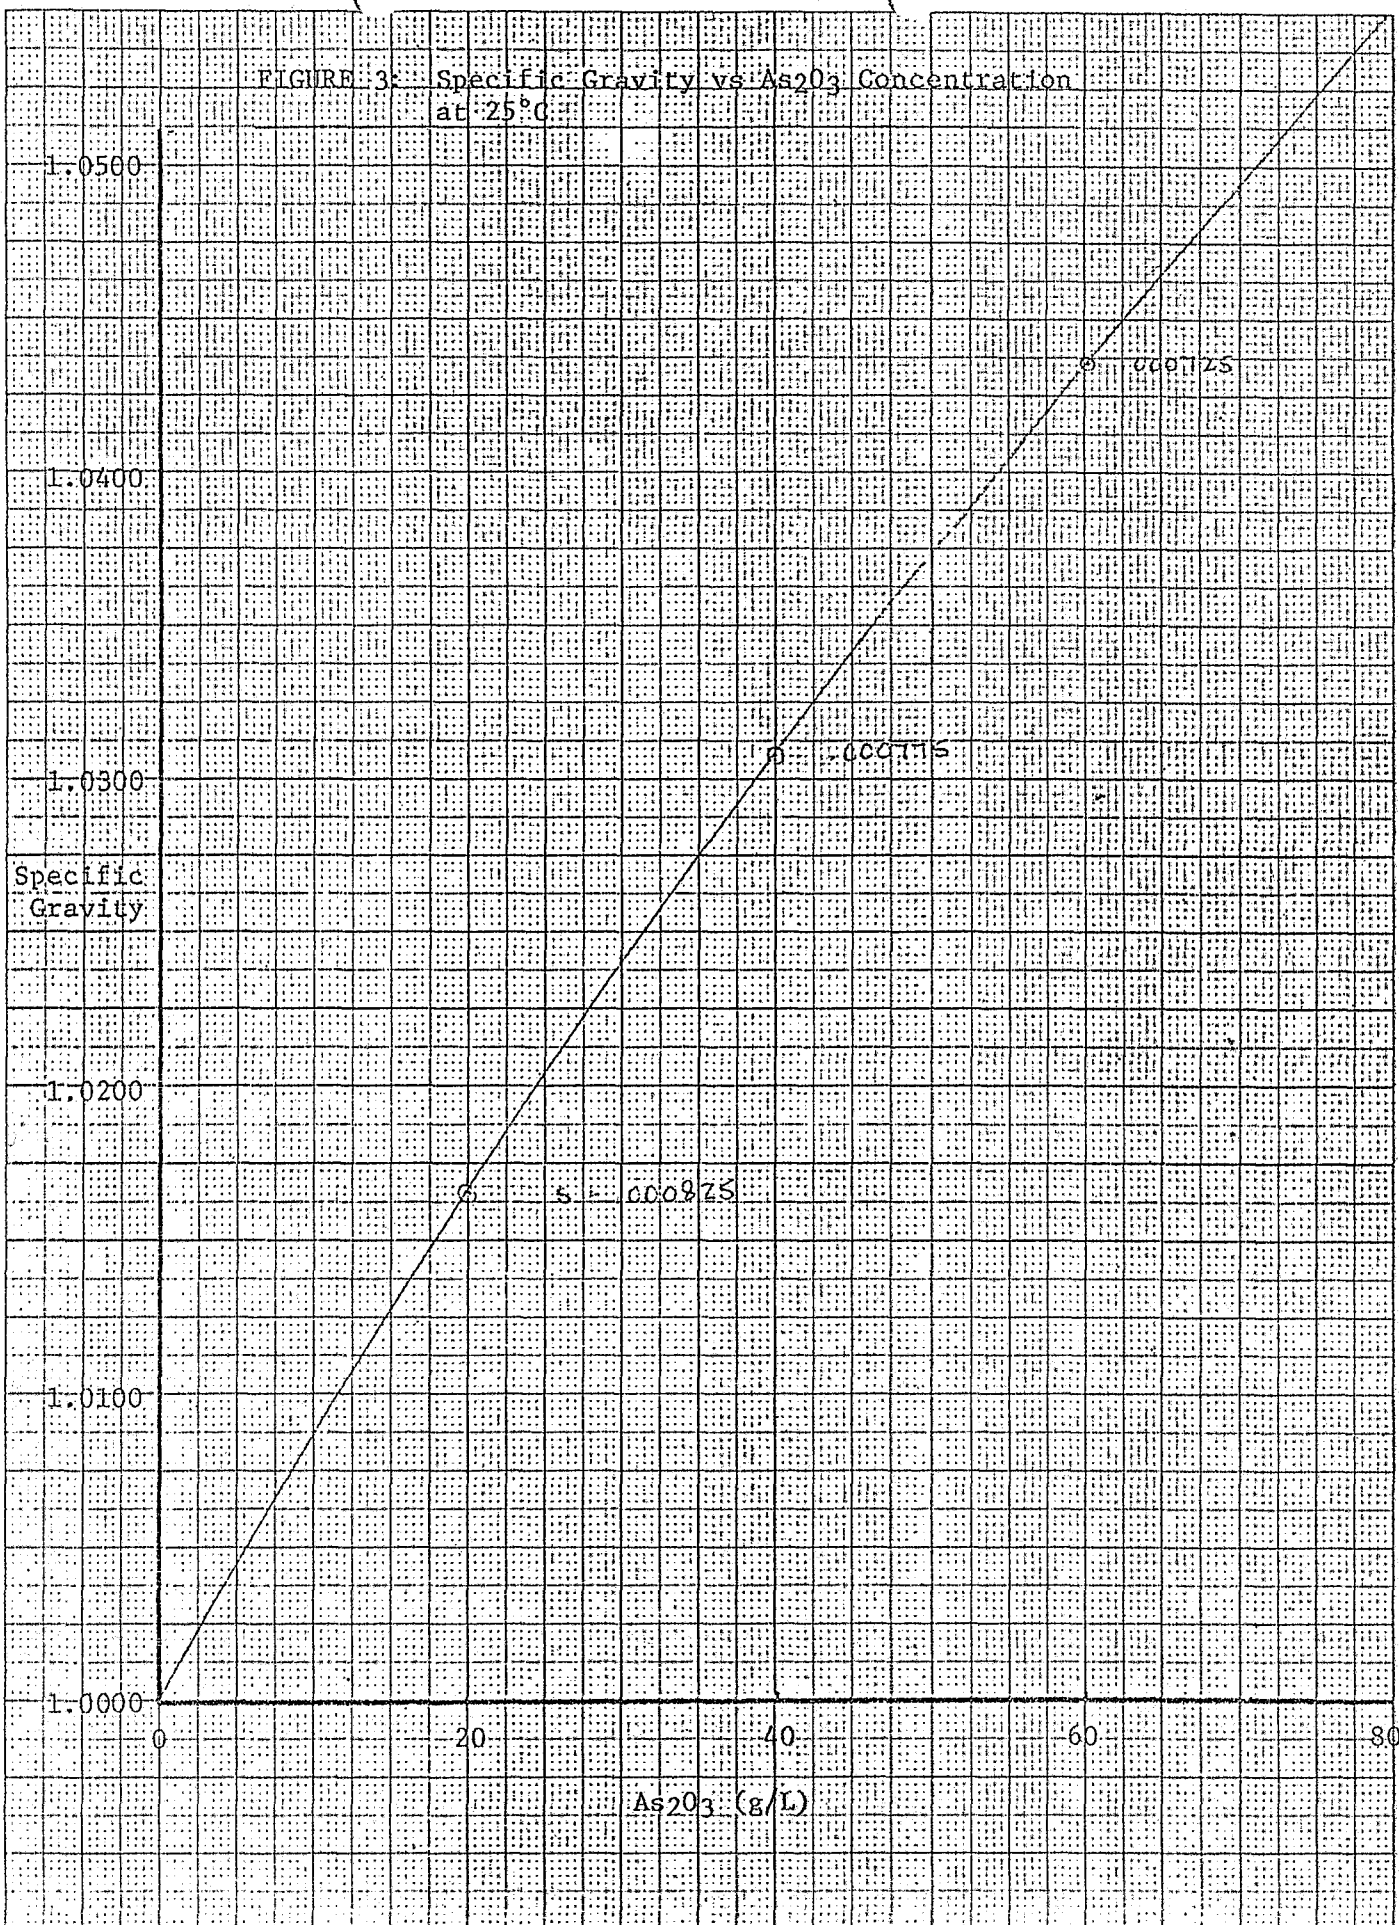 FIGURE 3: Specific Gravity vs As2O3 Concentration
at 25°C
1.0500
.000725
1.0400
.000775
1.0300
Specific
Gravity
1.0200
s = .000825
1.0100
1.0000
0 20 40 60 80
As2O3 (g/L)